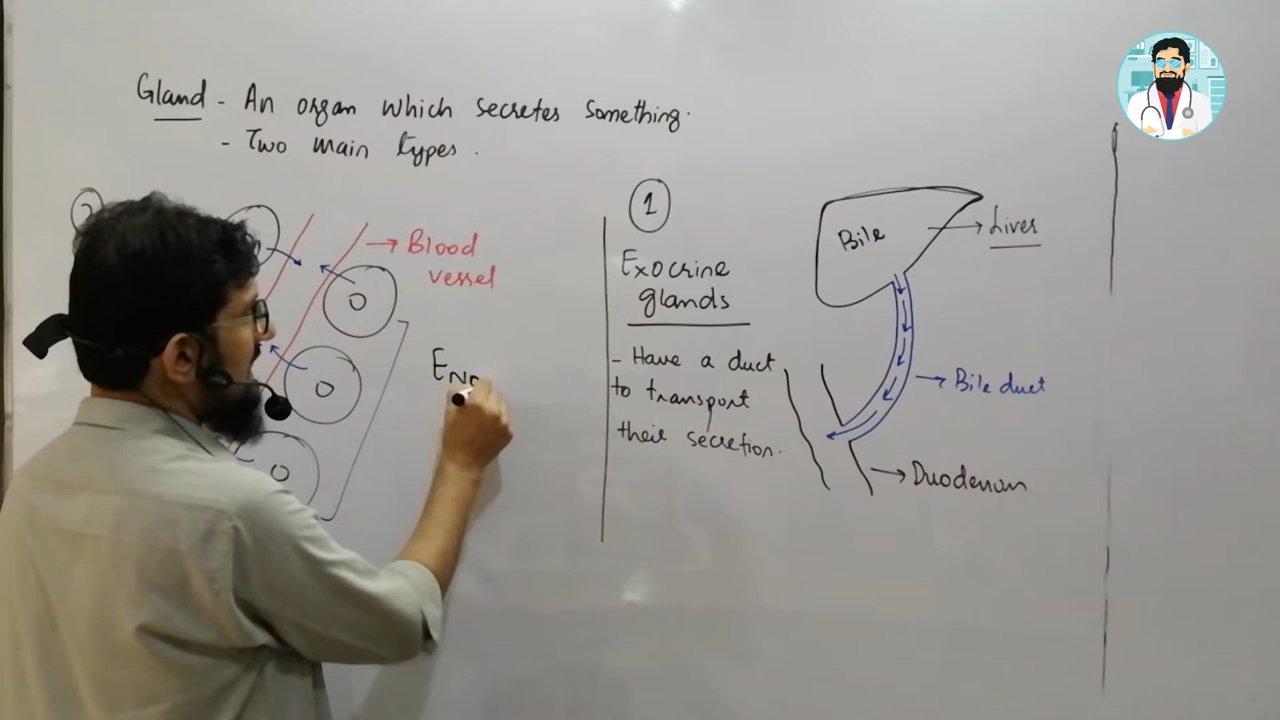 Gland - An organ which secretes something.
- Two main types.
2
Blood
vessel
1
Exocrine
glands
- Have a duct
to transport
their secretion.
Bile
Liver
Bile duct
Duodenum